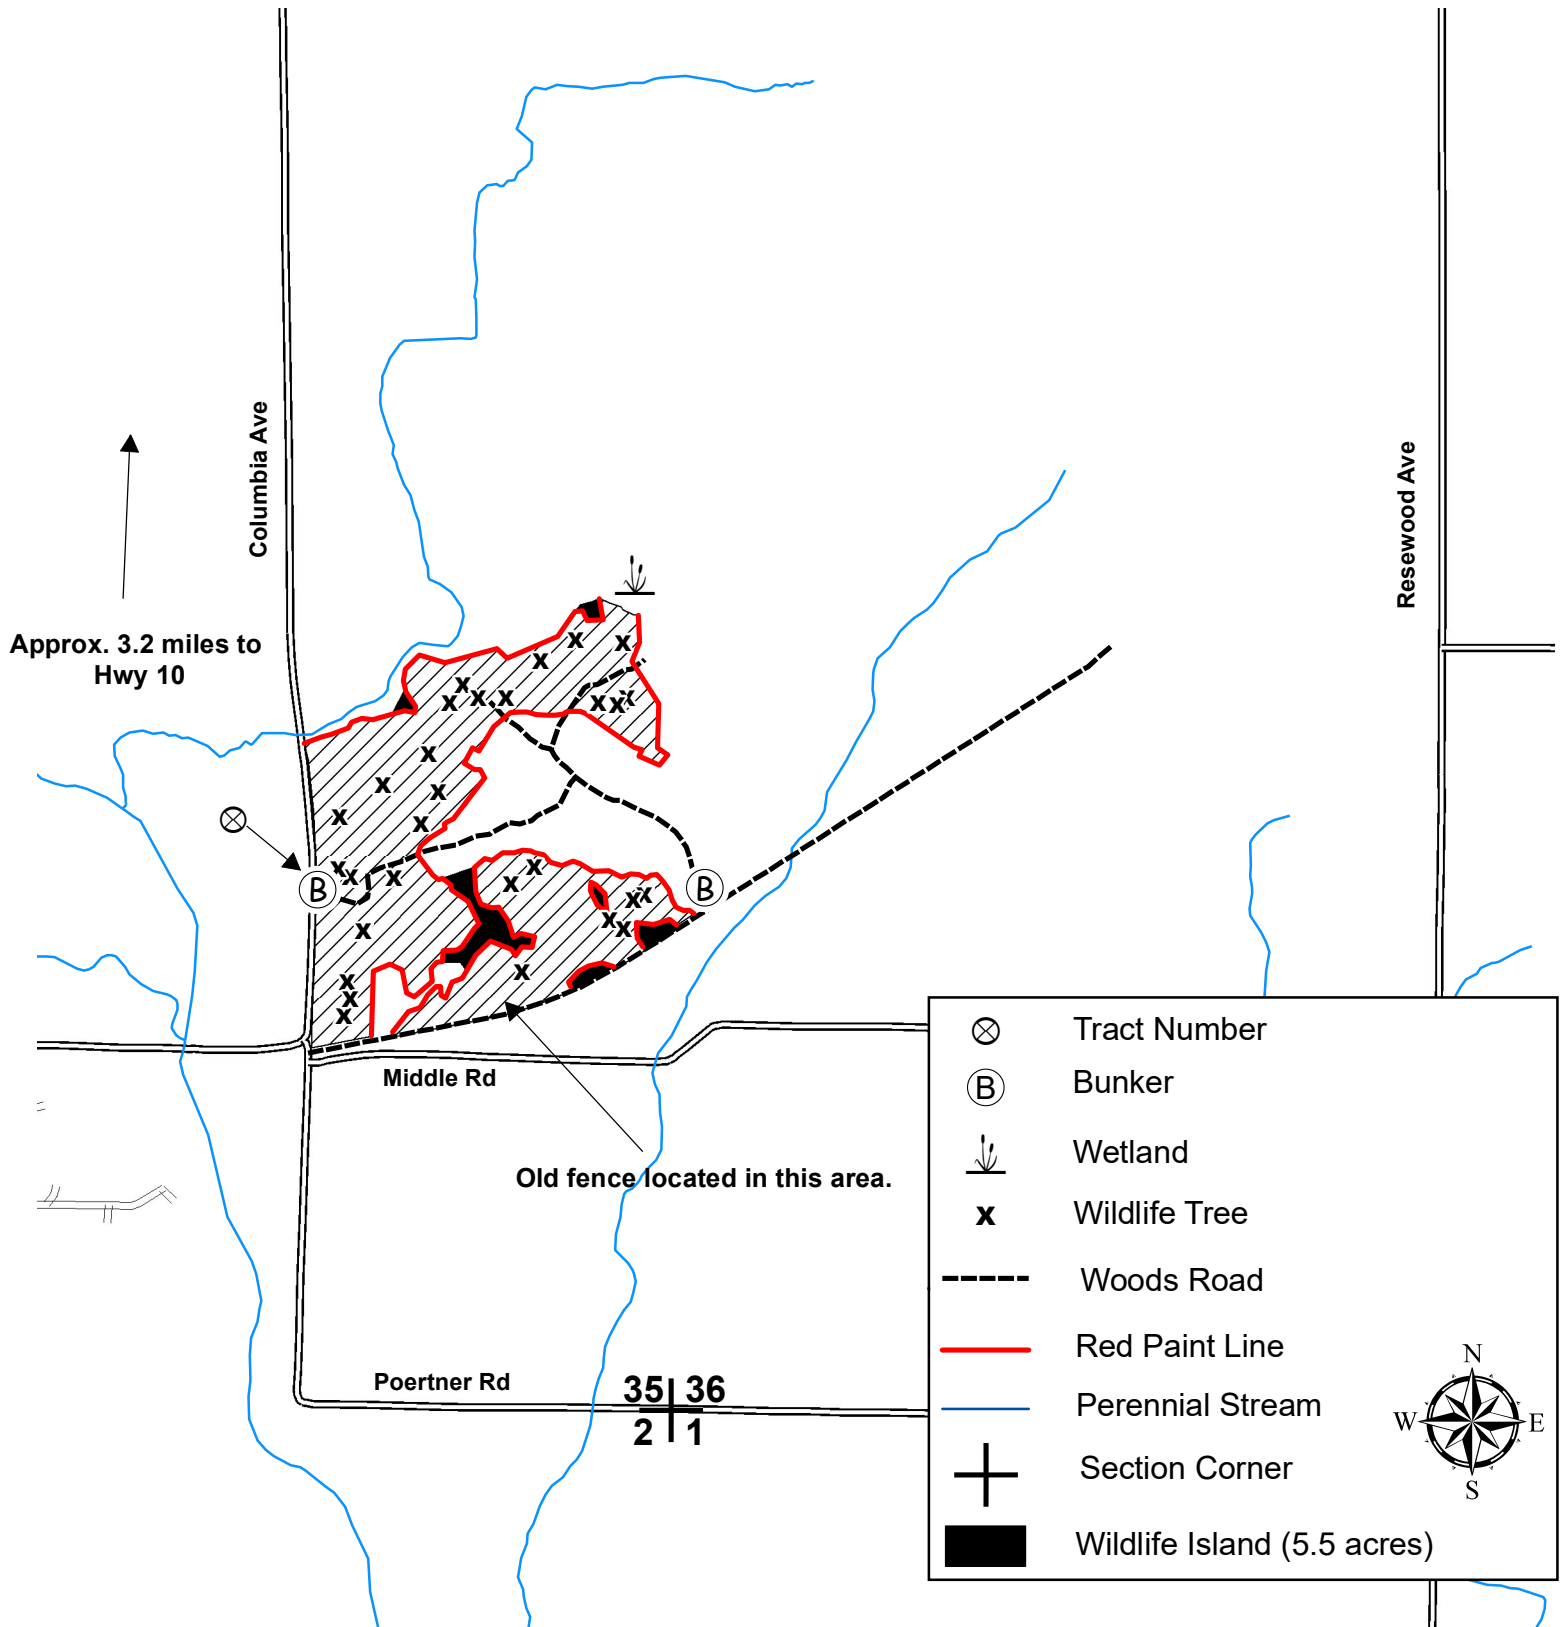 Columbia Ave
Resewood Ave
Approx. 3.2 miles to
Hwy 10
B
B
Middle Rd
Old fence located in this area.
Poertner Rd
35 36
2 1
Tract Number
B Bunker
Wetland
x Wildlife Tree
Woods Road
Red Paint Line
Perennial Stream
Section Corner
Wildlife Island (5.5 acres)
N
W E
S